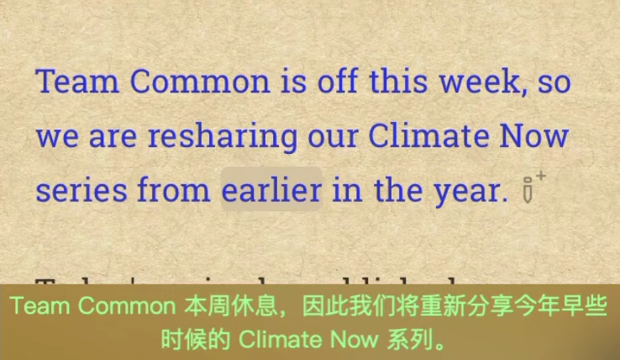 Team Common is off this week, so
we are resharing our Climate Now
series from earlier in the year.
Team Common 本周休息，因此我们将重新分享今年早些
时候的 Climate Now 系列。